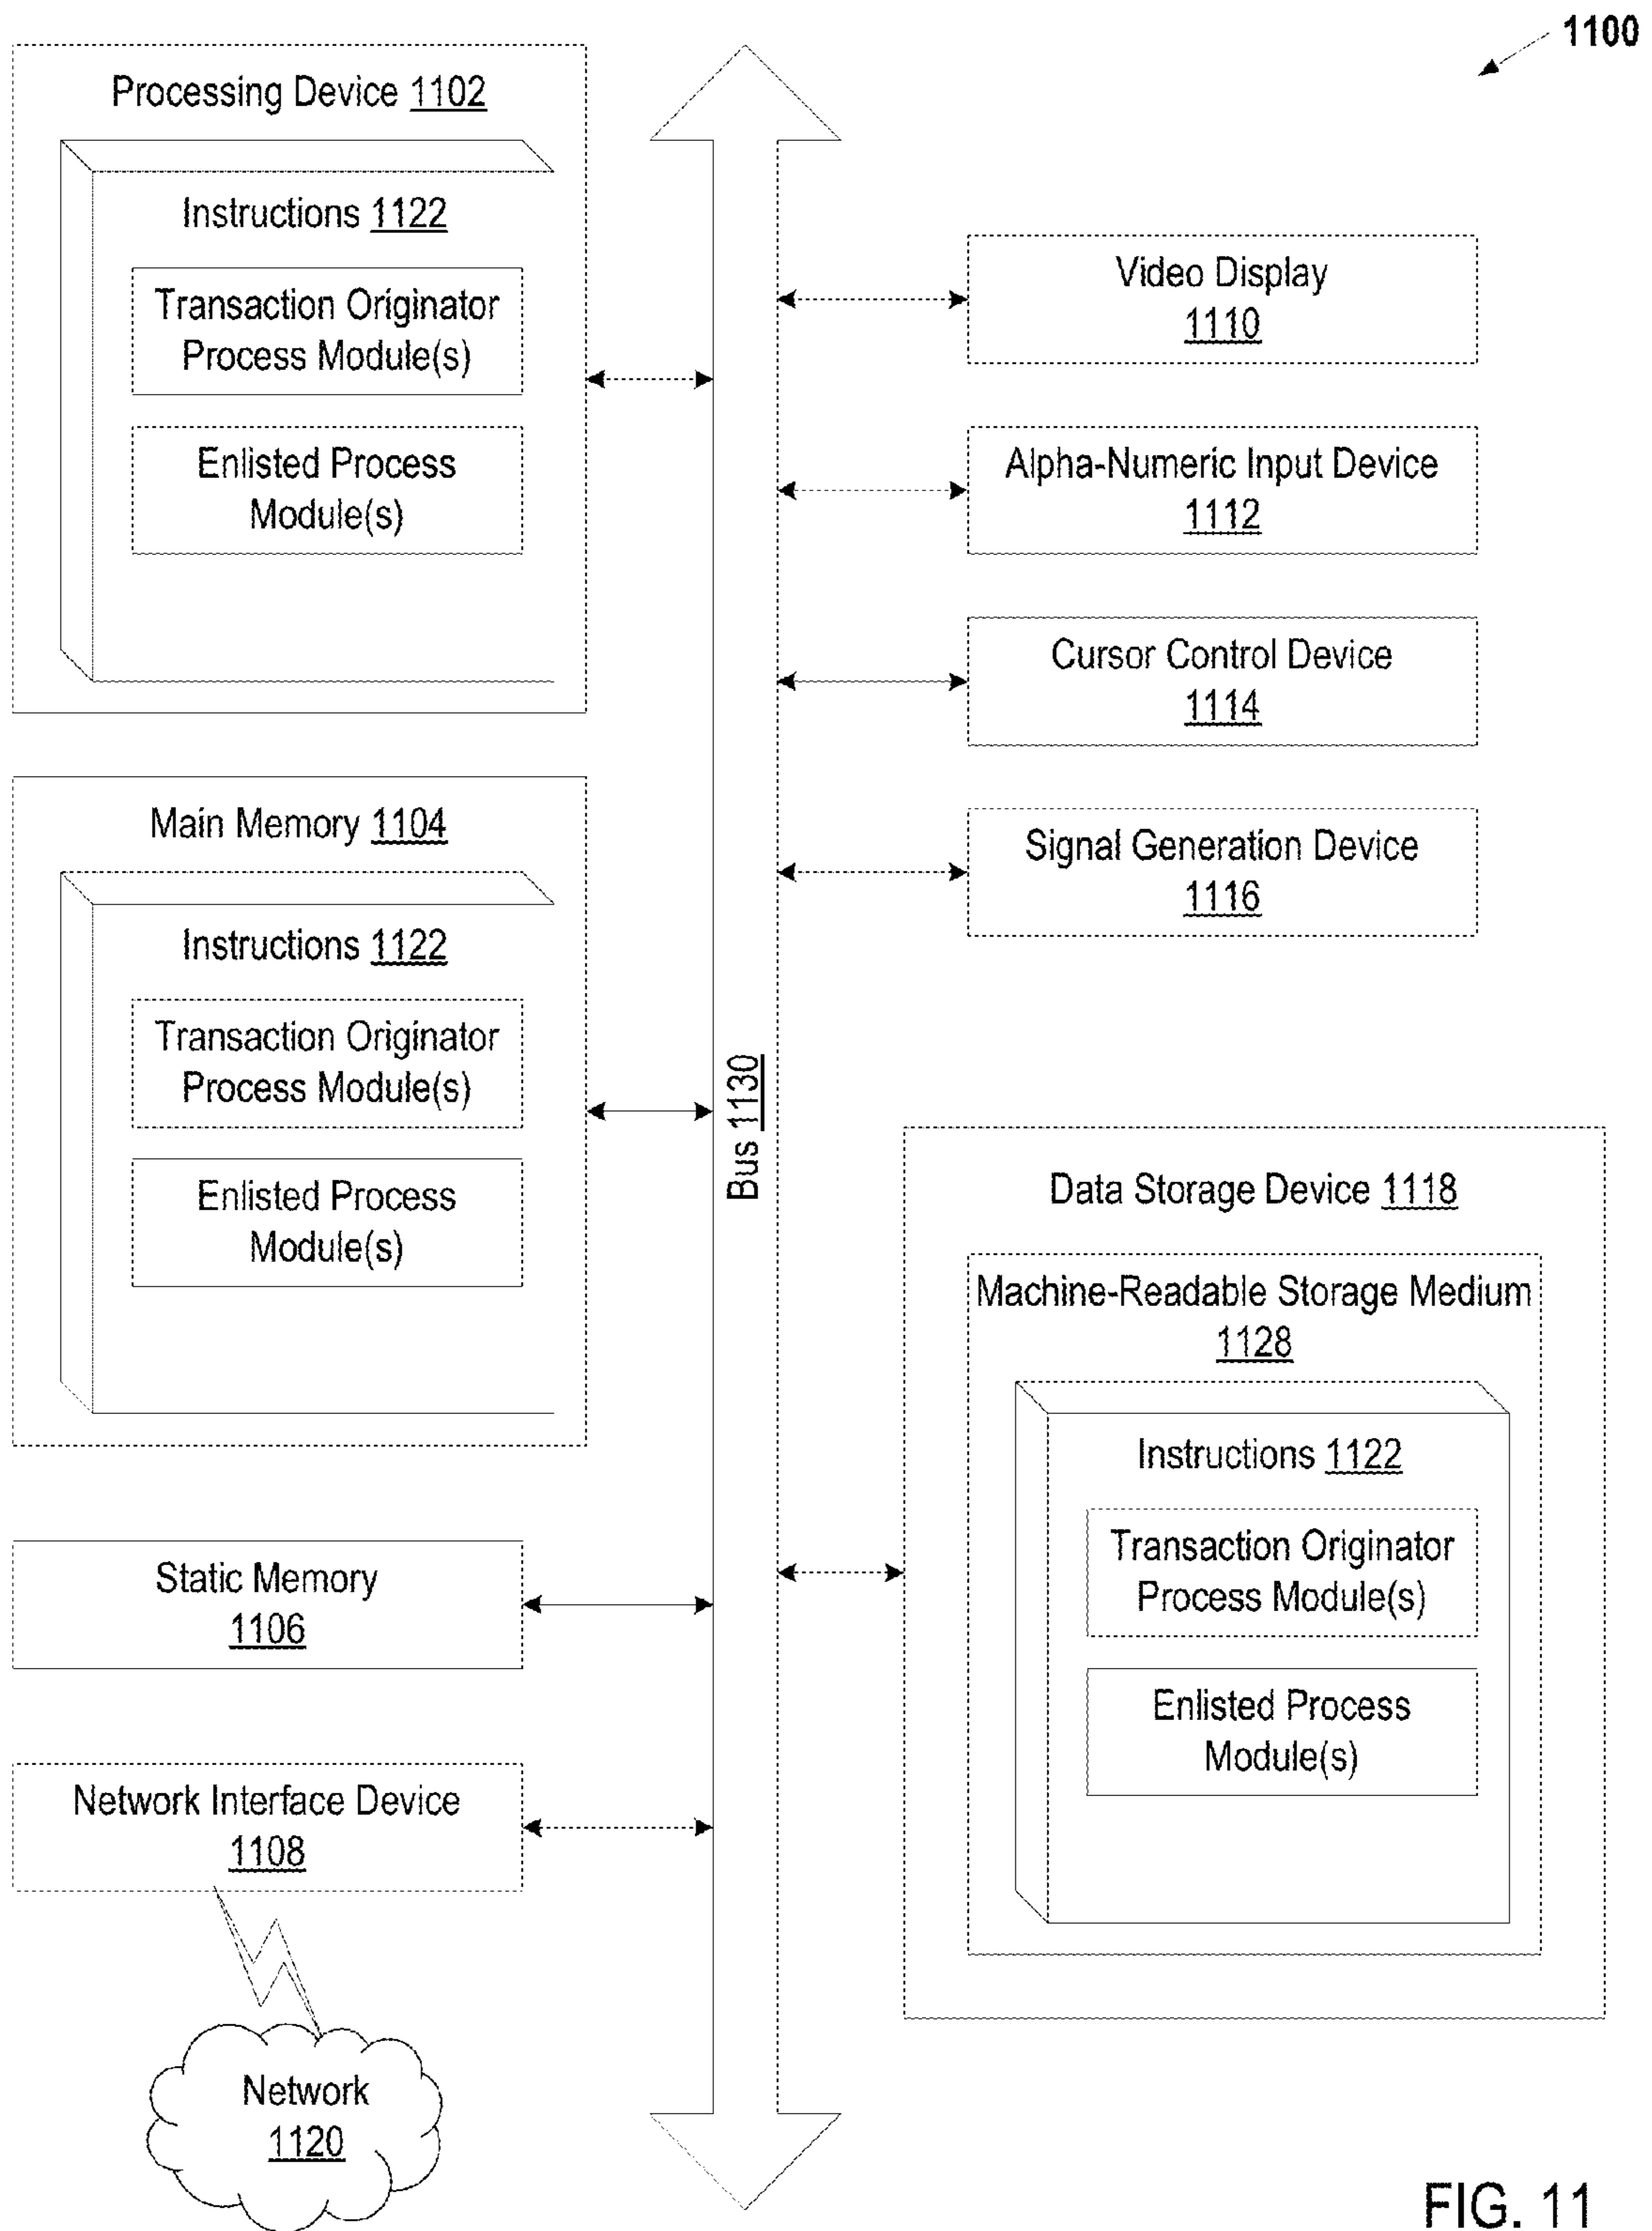 1100
Processing Device 1102
Instructions 1122
Transaction Originator
Process Module(s)
Enlisted Process
Module(s)
Main Memory 1104
Instructions 1122
Transaction Originator
Process Module(s)
Enlisted Process
Module(s)
Static Memory
1106
Network Interface Device
1108
Network
1120
Bus 1130
Video Display
1110
Alpha-Numeric Input Device
1112
Cursor Control Device
1114
Signal Generation Device
1116
Data Storage Device 1118
Machine-Readable Storage Medium
1128
Instructions 1122
Transaction Originator
Process Module(s)
Enlisted Process
Module(s)
FIG. 11